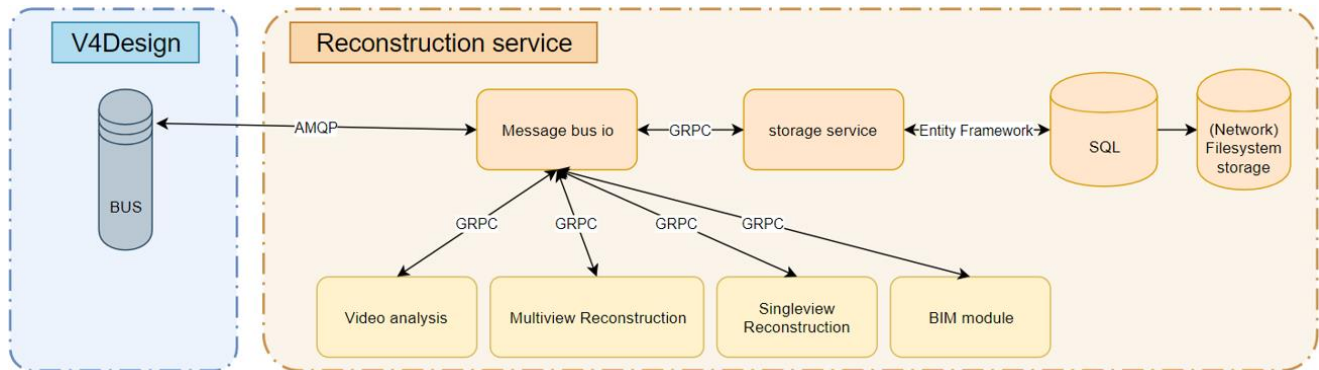 V4Design
Reconstruction service
BUS
AMQP
Message bus io
GRPC
storage service
Entity Framework
SQL
(Network)
Filesystem
storage
GRPC
GRPC
GRPC
GRPC
Video analysis
Multiview Reconstruction
Singleview
Reconstruction
BIM module